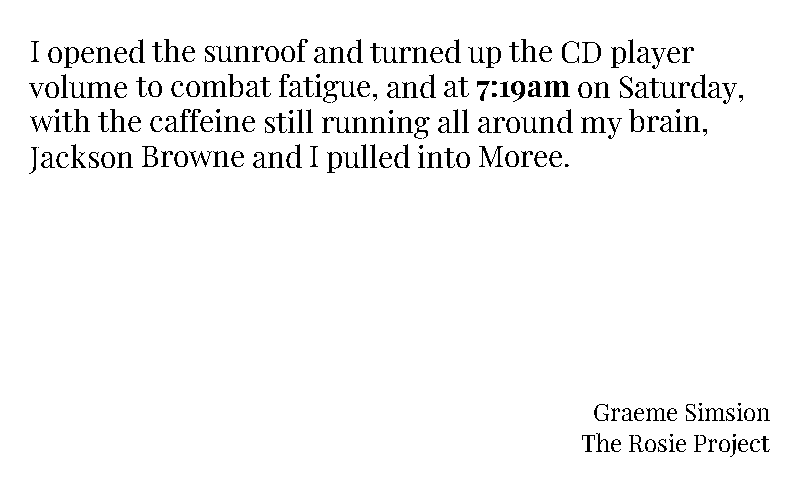 I opened the sunroof and turned up the CD player
volume to combat fatigue, and at 7:19am on Saturday,
with the caffeine still running all around my brain,
Jackson Browne and I pulled into Moree.
Graeme Simsion
The Rosie Project